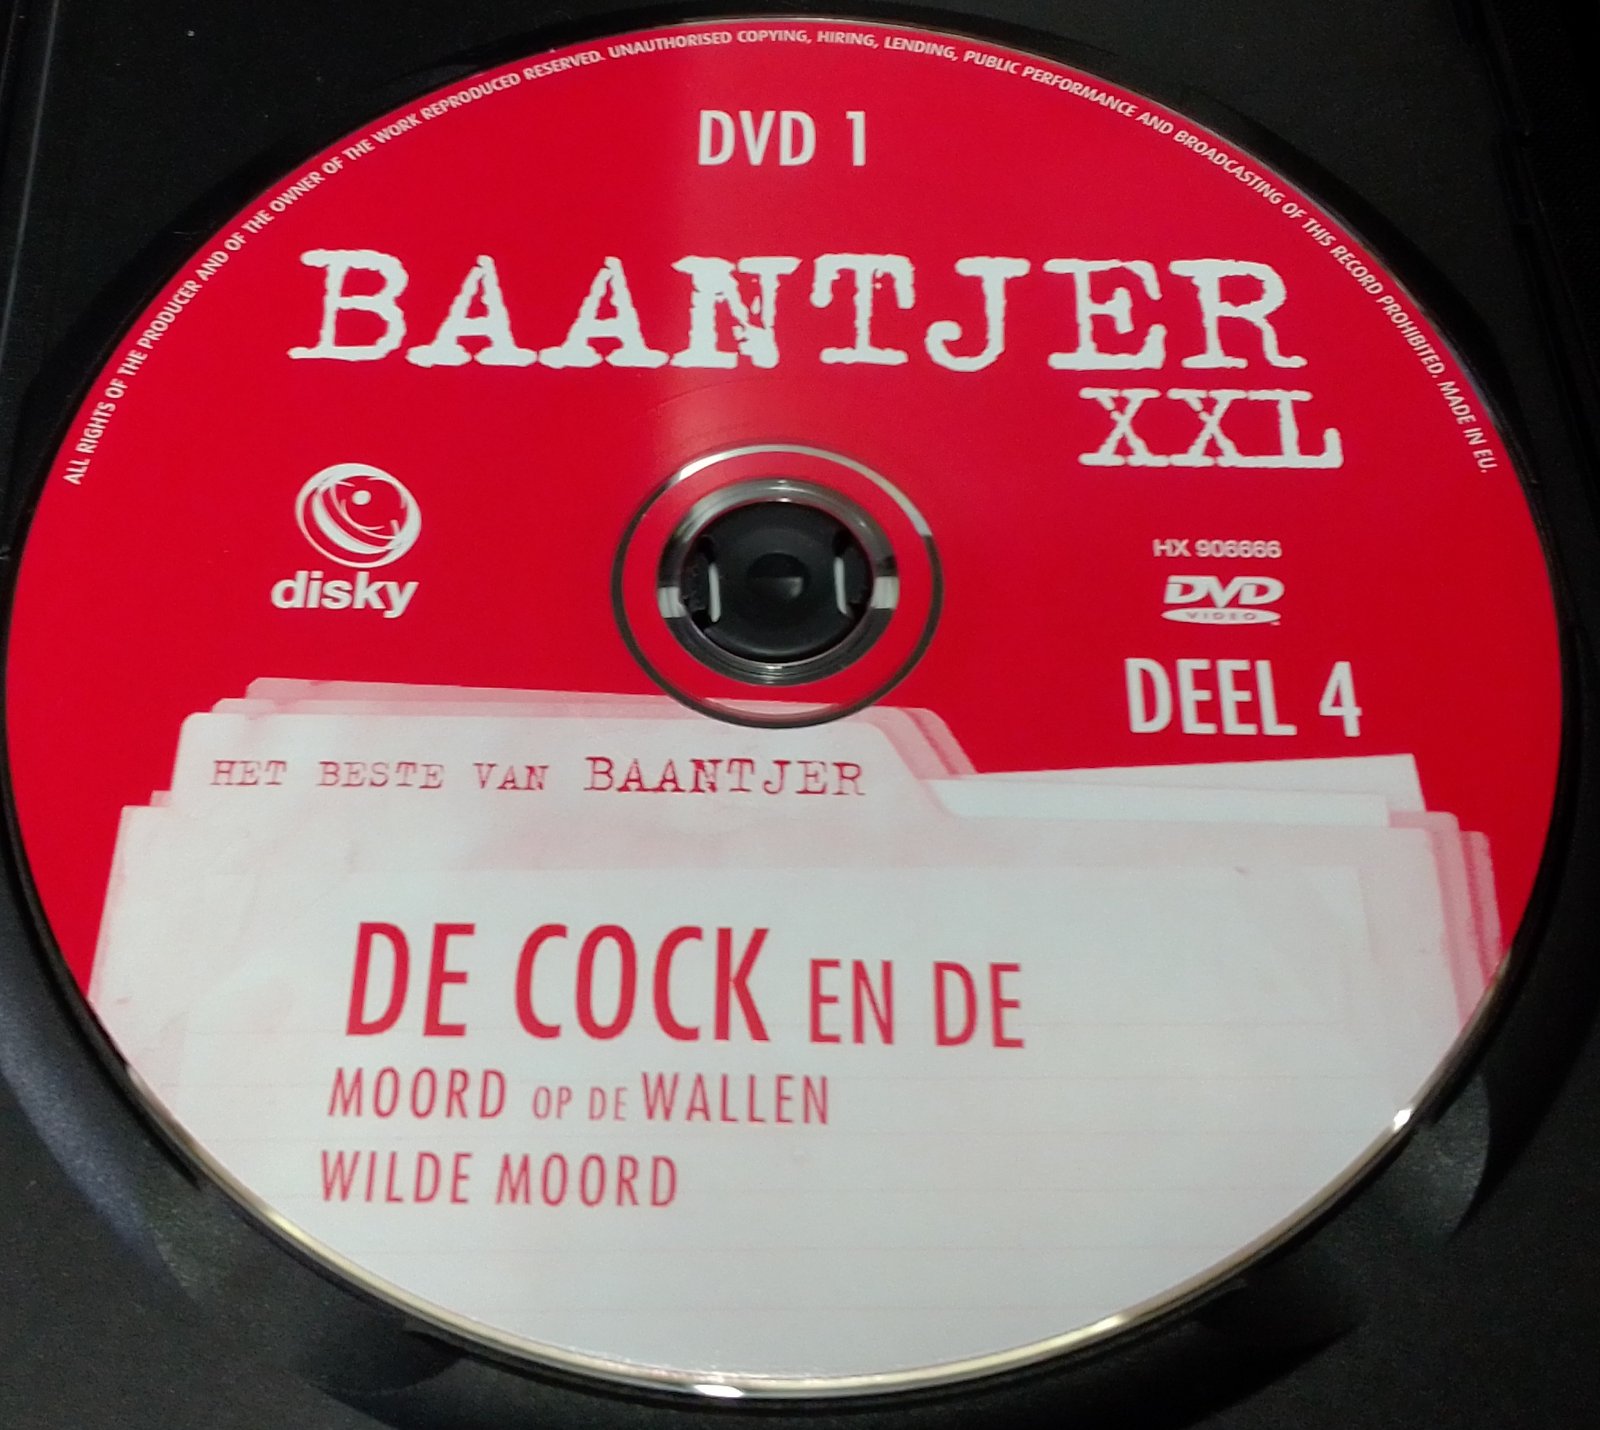 ALL RIGHTS OF THE PRODUCER AND OF THE OWNER OF THE WORK REPRODUCED RESERVED. UNAUTHORISED COPYING, HIRING, LENDING, PUBLIC PERFORMANCE AND BROADCASTING OF THIS RECORD PROHIBITED. MADE IN EU.
DVD 1
BAANTJER
XXL
disky
HX 906666
DVD
VIDEO
DEEL 4
HET BESTE VAN BAANTJER
DE COCK EN DE
MOORD OP DE WALLEN
WILDE MOORD